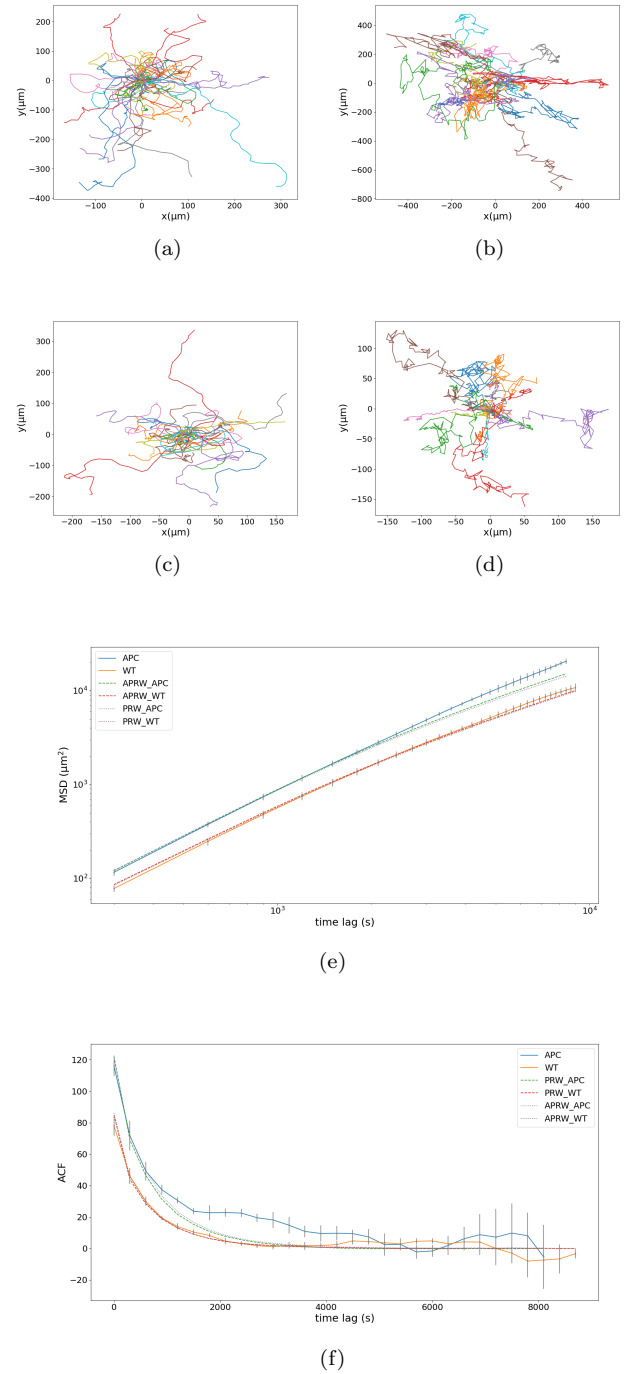 200
100
0
−100
−200
−300
−400
y(μm)
−100 0 100 200 300
x(μm)
(a)
400
200
0
−200
−400
−600
−800
y(μm)
−400 −200 0 200 400
x(μm)
(b)
300
200
100
0
−100
−200
y(μm)
−200 −150 −100 −50 0 50 100 150
x(μm)
(c)
100
50
0
−50
−100
−150
y(μm)
−150 −100 −50 0 50 100 150
x(μm)
(d)
APC
WT
APRW_APC
APRW_WT
PRW_APC
PRW_WT
10⁴
10³
10²
MSD (μm²)
10³ 10⁴
time lag (s)
(e)
120
100
80
60
40
20
0
−20
ACF
APC
WT
PRW_APC
PRW_WT
APRW_APC
APRW_WT
0 2000 4000 6000 8000
time lag (s)
(f)